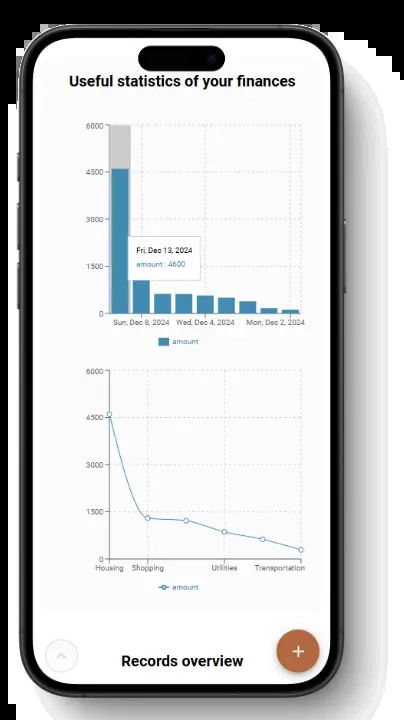 Useful statistics of your finances
6000
4500
3000
1500
0
Fri, Dec 13, 2024
amount : 4600
Sun, Dec 8, 2024 Wed, Dec 4, 2024 Mon, Dec 2, 2024
amount
6000
4500
3000
1500
0
Housing Shopping Utilities Transportation
amount
Records overview
+